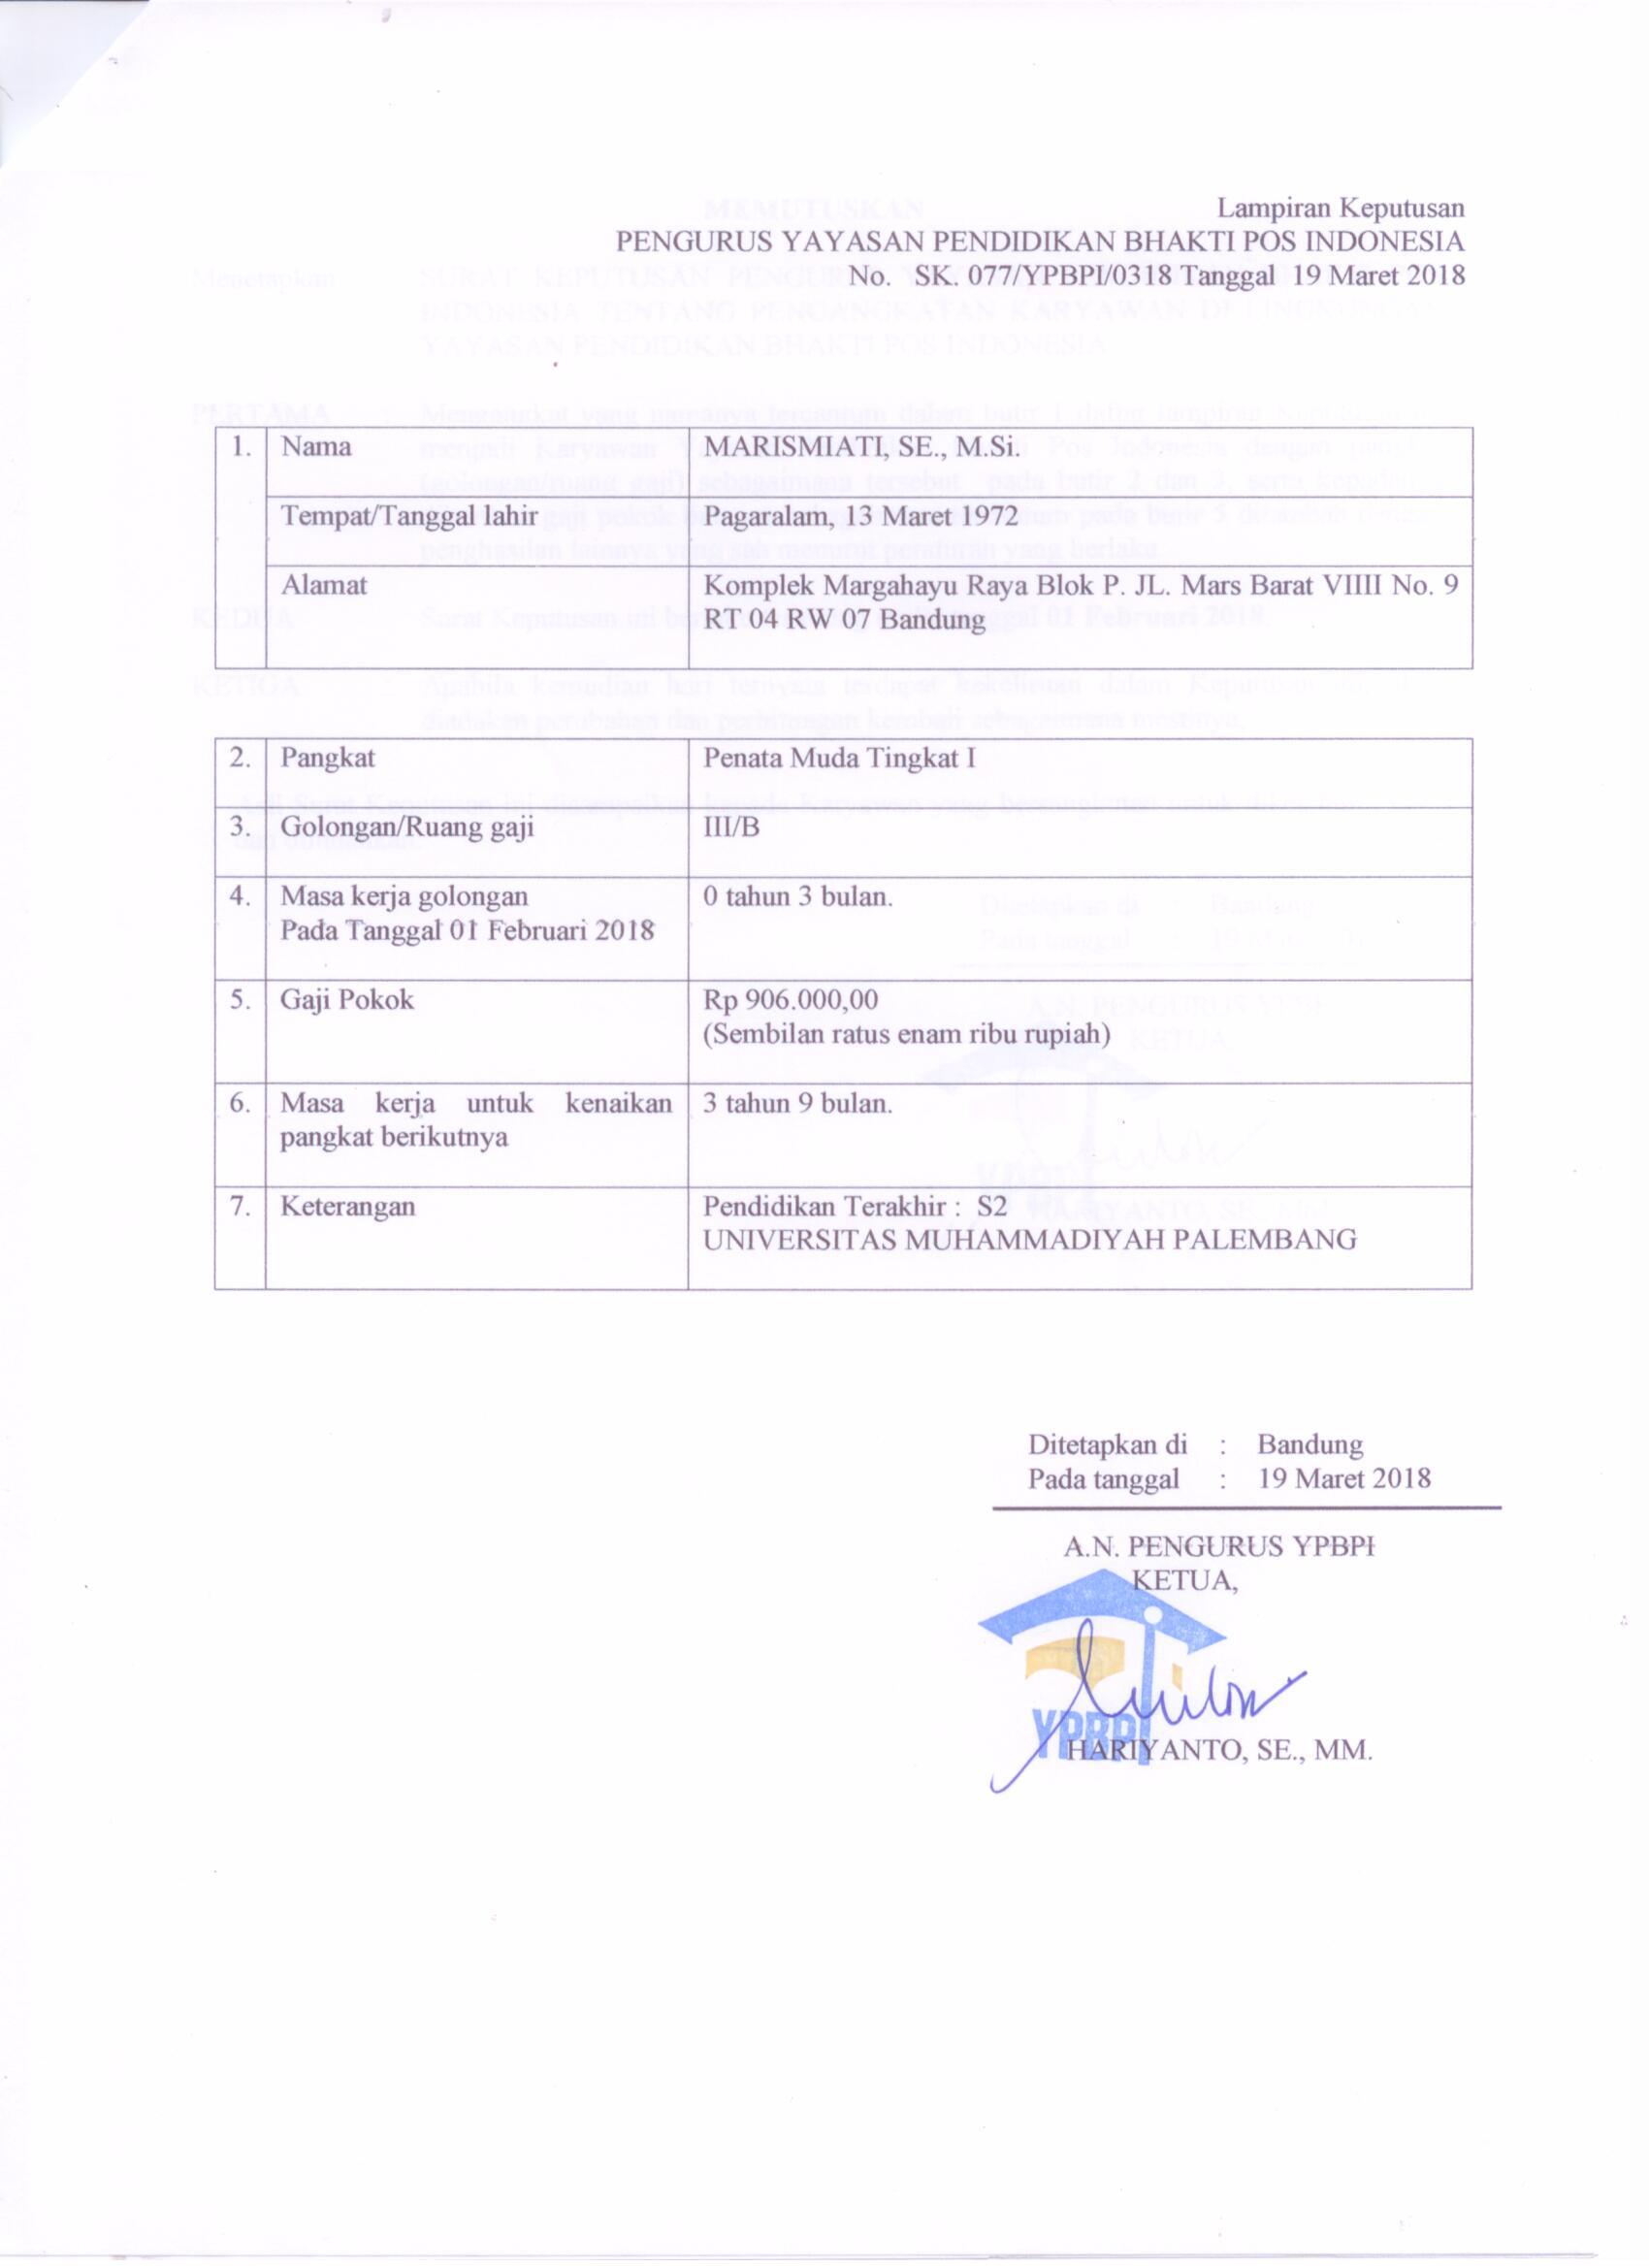 Lampiran Keputusan
PENGURUS YAYASAN PENDIDIKAN BHAKTI POS INDONESIA
No. SK. 077/YPBPI/0318 Tanggal 19 Maret 2018
1. Nama MARISMIATI, SE., M.Si.
Tempat/Tanggal lahir Pagaralam, 13 Maret 1972
Alamat Komplek Margahayu Raya Blok P. JL. Mars Barat VIIII No. 9
RT 04 RW 07 Bandung
2. Pangkat Penata Muda Tingkat I
3. Golongan/Ruang gaji III/B
4. Masa kerja golongan 0 tahun 3 bulan.
Pada Tanggal 01 Februari 2018
5. Gaji Pokok Rp 906.000,00
(Sembilan ratus enam ribu rupiah)
6. Masa kerja untuk kenaikan 3 tahun 9 bulan.
pangkat berikutnya
7. Keterangan Pendidikan Terakhir : S2
UNIVERSITAS MUHAMMADIYAH PALEMBANG
Ditetapkan di : Bandung
Pada tanggal : 19 Maret 2018
A.N. PENGURUS YPBPI
KETUA,
YPBPI
HARIYANTO, SE., MM.